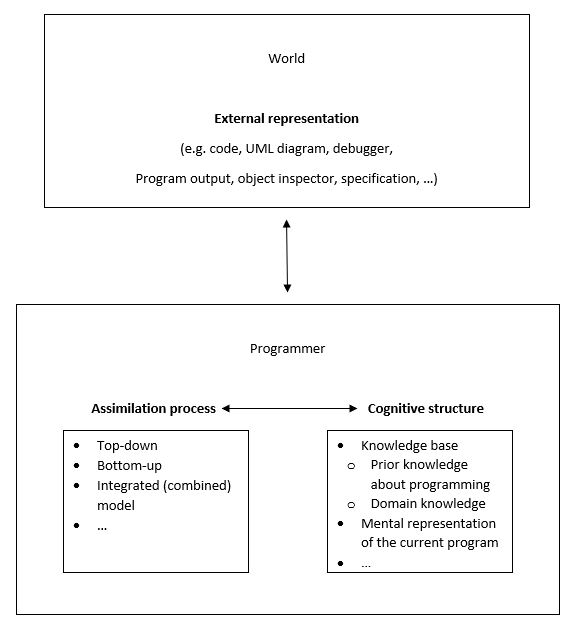 World
External representation
(e.g. code, UML diagram, debugger,
Program output, object inspector, specification, …)
Programmer
Assimilation process
Cognitive structure
• Top-down
• Bottom-up
• Integrated (combined)
model
• …
• Knowledge base
o Prior knowledge
about programming
o Domain knowledge
• Mental representation
of the current program
• …